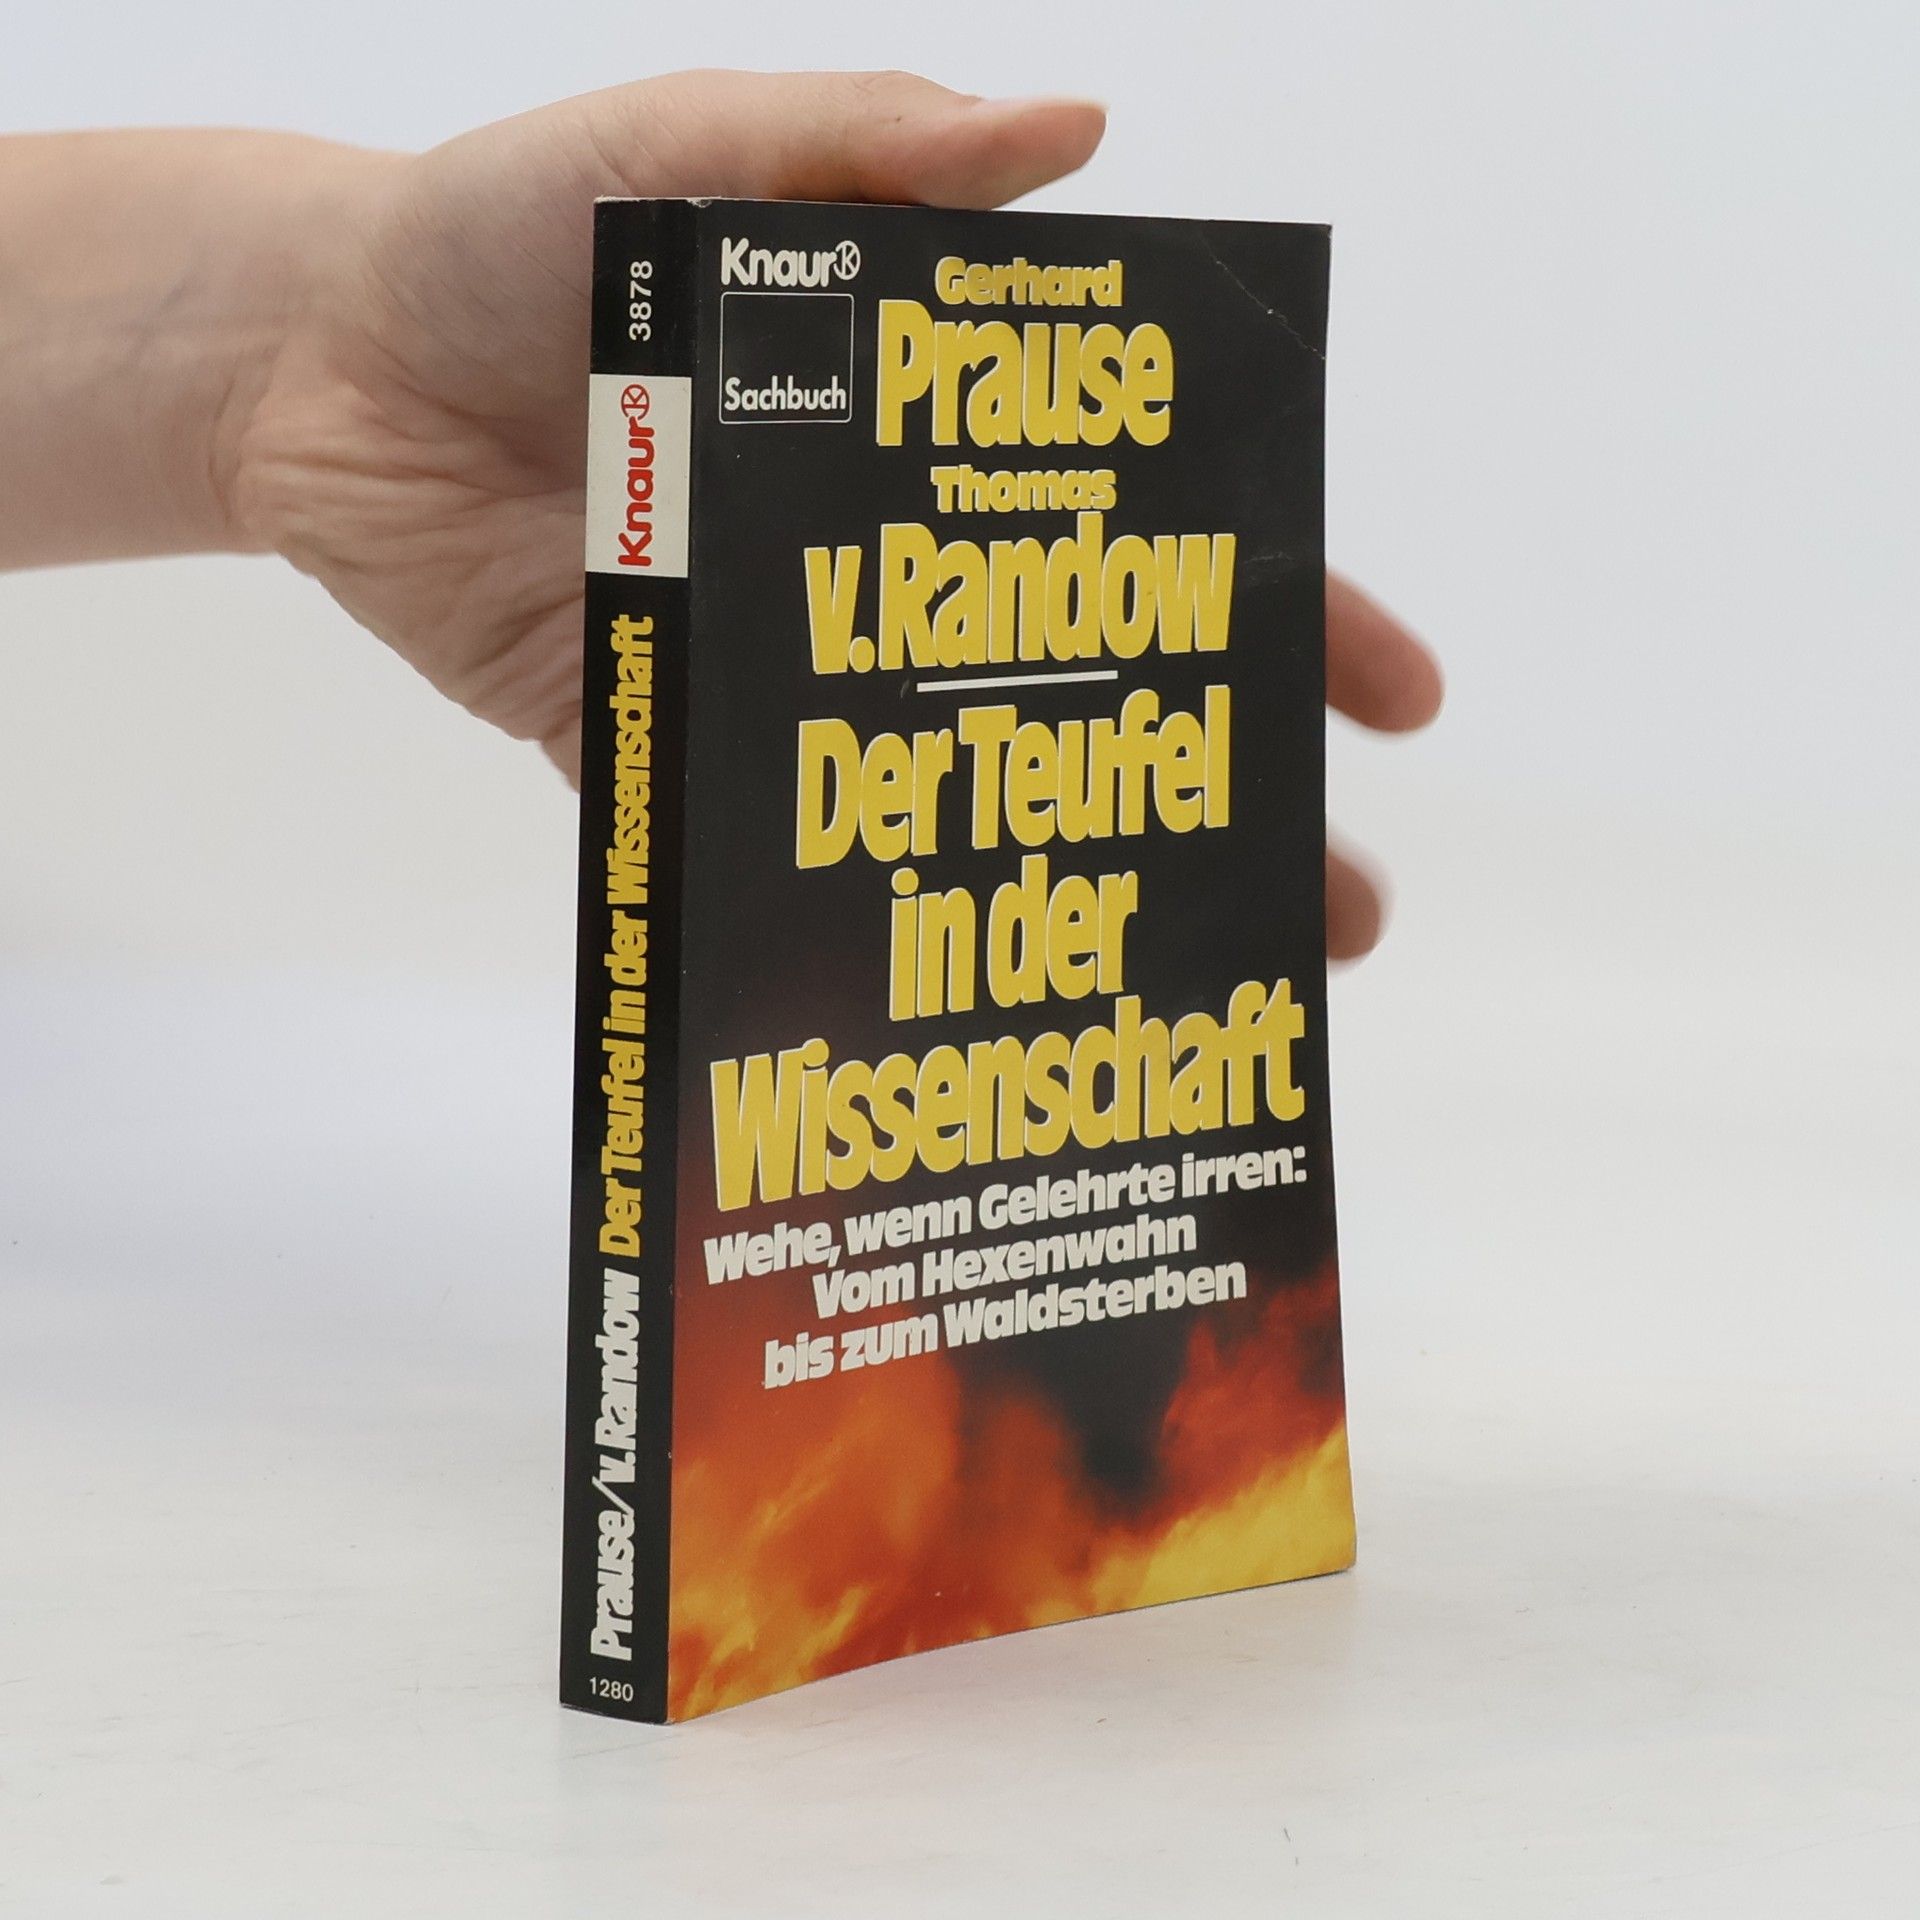 3878
Knaur
Prause/v.Randow Der Teufel in der Wissenschaft
1280
Knaur
Sachbuch
Gerhard
Prause
Thomas
v.Randow
Der Teufel
in der
Wissenschaft
Wehe, wenn Gelehrte irren:
Vom Hexenwahn
bis zum Waldsterben